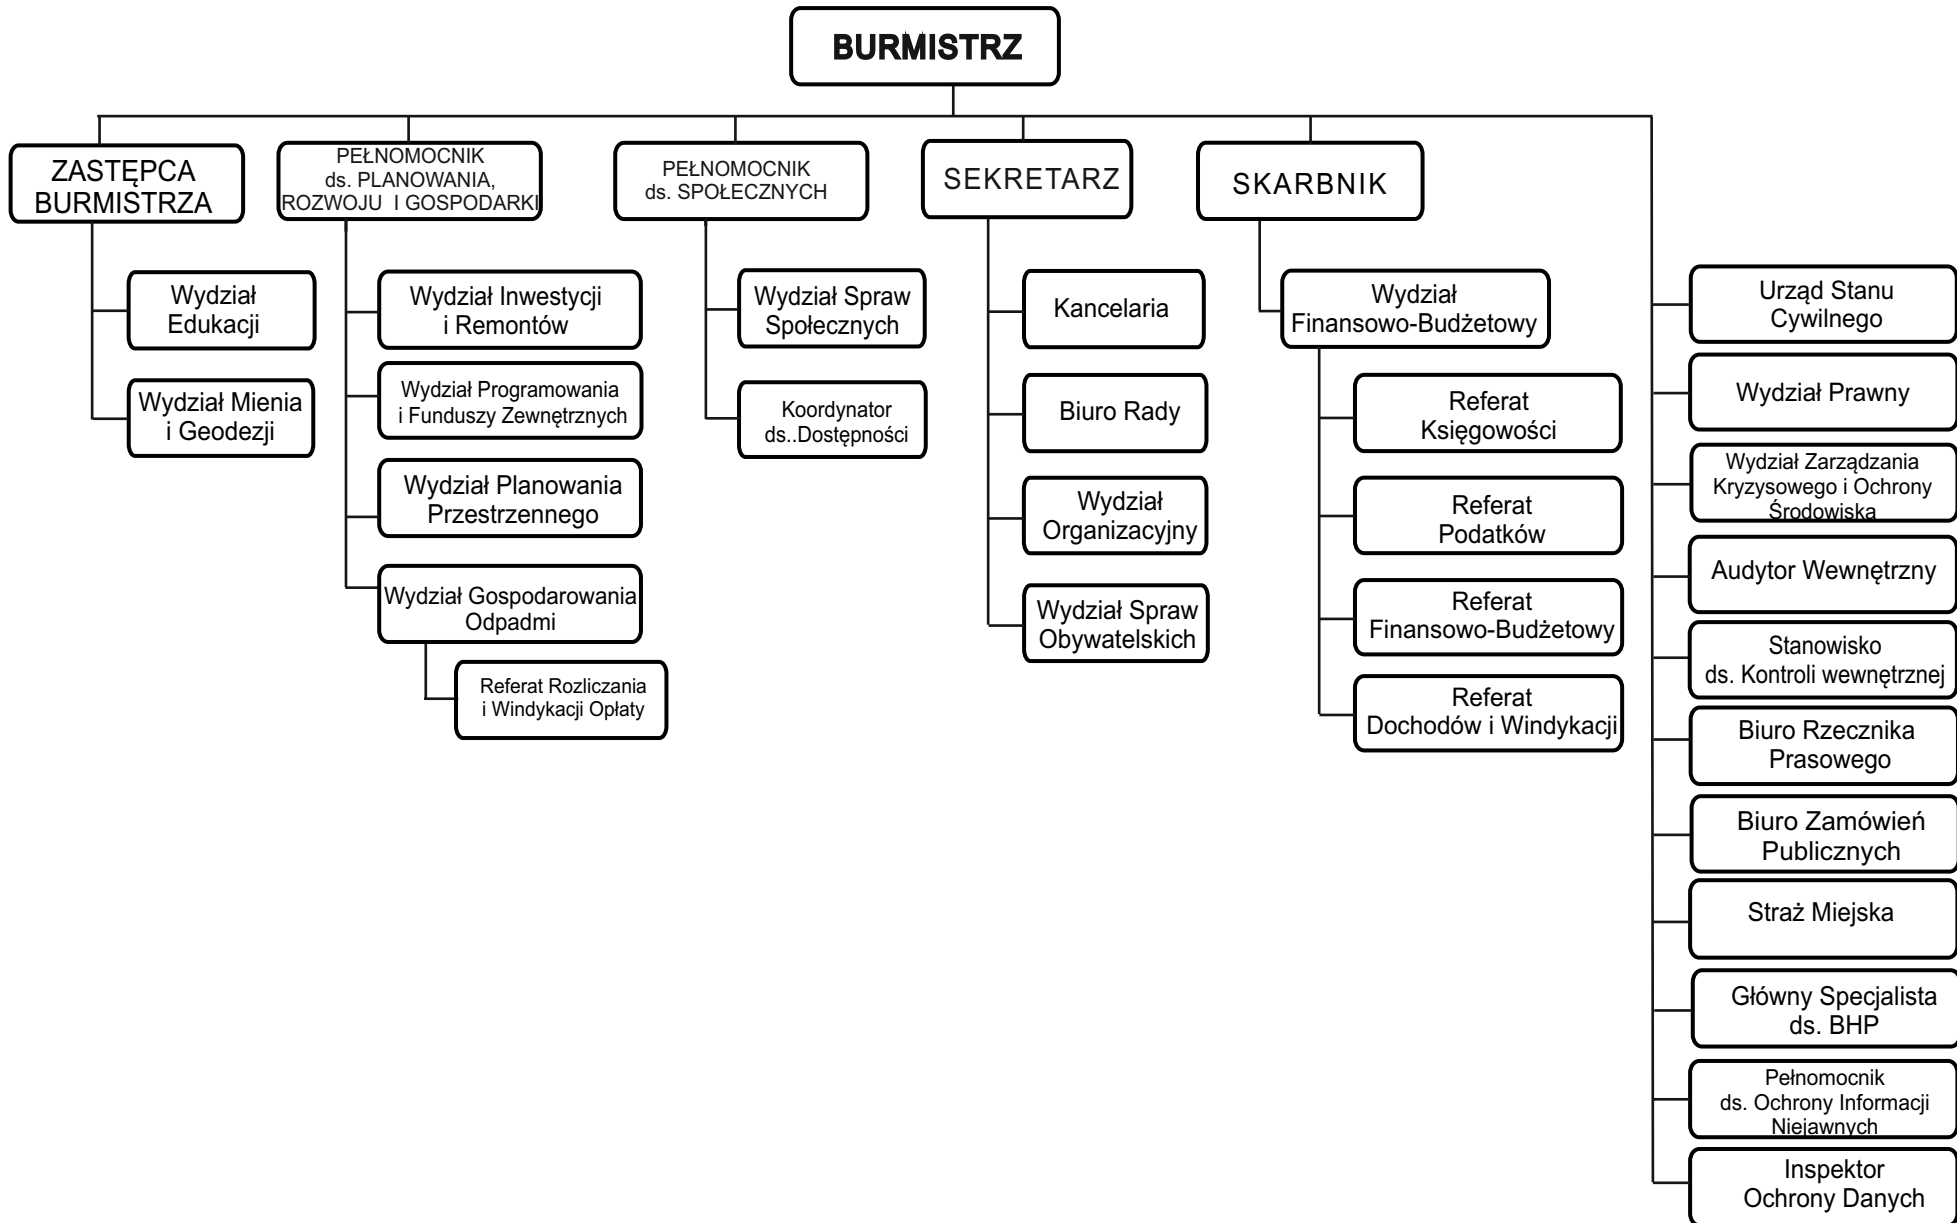 BURMISTRZ
ZASTĘPCA
BURMISTRZA
Wydział
Edukacji
Wydział Mienia
i Geodezji
PEŁNOMOCNIK
ds. PLANOWANIA,
ROZWOJU I GOSPODARKI
Wydział Inwestycji
i Remontów
Wydział Programowania
i Funduszy Zewnętrznych
Wydział Planowania
Przestrzennego
Wydział Gospodarowania
Odpadmi
Referat Rozliczania
i Windykacji Opłaty
PEŁNOMOCNIK
ds. SPOŁECZNYCH
Wydział Spraw
Społecznych
Koordynator
ds..Dostępności
SEKRETARZ
Kancelaria
Biuro Rady
Wydział
Organizacyjny
Wydział Spraw
Obywatelskich
SKARBNIK
Wydział
Finansowo-Budżetowy
Referat
Księgowości
Referat
Podatków
Referat
Finansowo-Budżetowy
Referat
Dochodów i Windykacji
Urząd Stanu
Cywilnego
Wydział Prawny
Wydział Zarządzania
Kryzysowego i Ochrony
Środowiska
Audytor Wewnętrzny
Stanowisko
ds. Kontroli wewnętrznej
Biuro Rzecznika
Prasowego
Biuro Zamówień
Publicznych
Straż Miejska
Główny Specjalista
ds. BHP
Pełnomocnik
ds. Ochrony Informacji
Niejawnych
Inspektor
Ochrony Danych